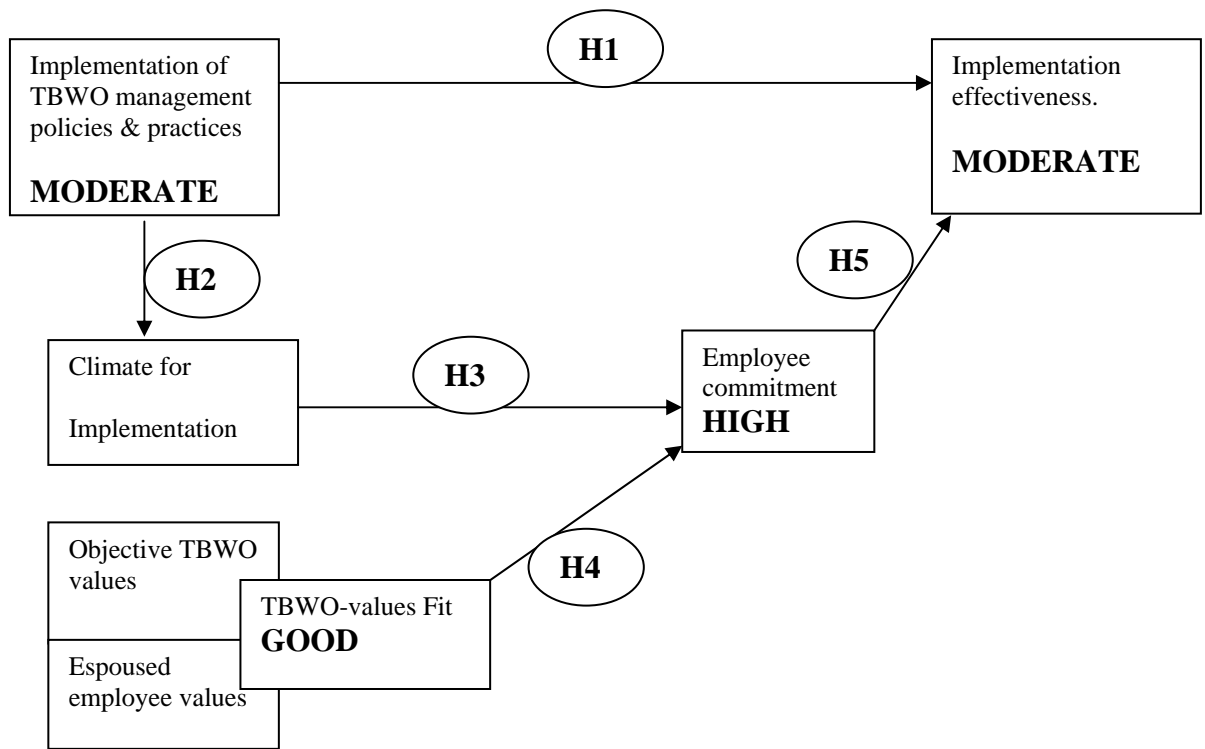 H1
Implementation of
TBWO management
policies & practices
MODERATE
Implementation
effectiveness.
MODERATE
H2
H5
Climate for
Implementation
H3
Employee
commitment
HIGH
Objective TBWO
values
H4
TBWO-values Fit
GOOD
Espoused
employee values